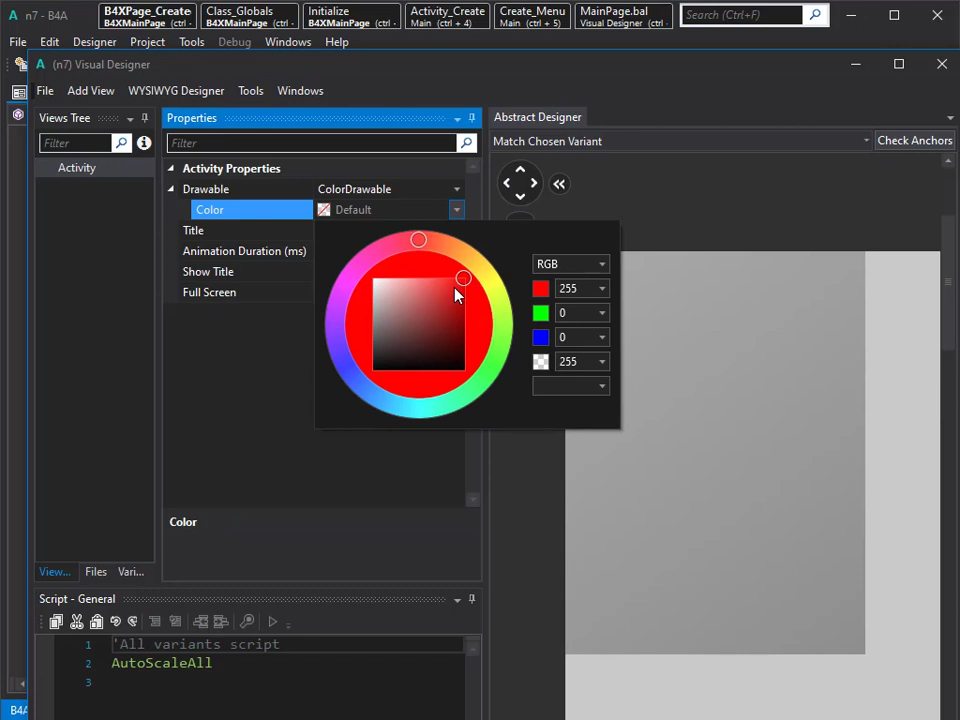 n7 - B4A
B4XPage_Create
B4XMainPage (ctrl -
Class_Globals
B4XMainPage (ctrl -
Initialize
B4XMainPage (ctrl -
Activity_Create
Main (ctrl + 4)
Create_Menu
Main (ctrl + 5)
MainPage.bal
Visual Designer (ctrl -
Search (Ctrl+F)
File Edit Designer Project Tools Debug Windows Help
(n7) Visual Designer
File Add View WYSIWYG Designer Tools Windows
Views Tree
Filter
Activity
Properties
Filter
Activity Properties
Drawable ColorDrawable
Color Default
Title
Animation Duration (ms)
Show Title
Full Screen
Abstract Designer
Match Chosen Variant
Check Anchors
RGB
255
0
0
255
Color
View... Files Vari...
Script - General
1 'All variants script
2 AutoScaleAll
3
B4A